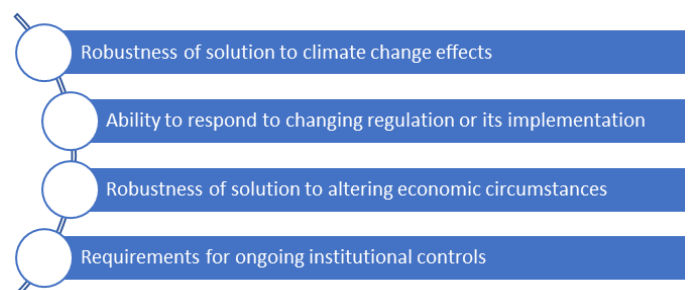 Robustness of solution to climate change effects
Ability to respond to changing regulation or its implementation
Robustness of solution to altering economic circumstances
Requirements for ongoing institutional controls